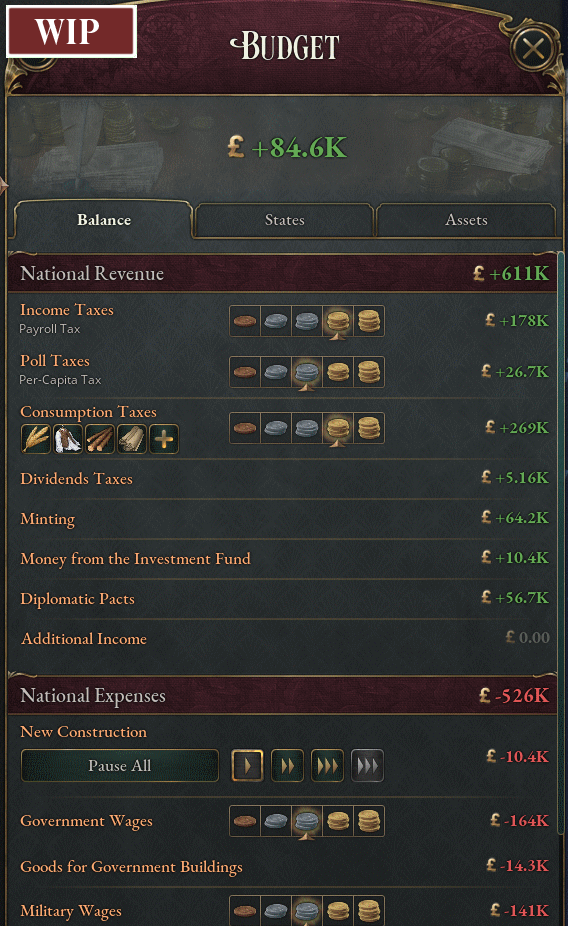 WIP
BUDGET
£ +84.6K
Balance
States
Assets
National Revenue £ +611K
Income Taxes
Payroll Tax
£ +178K
Poll Taxes
Per-Capita Tax
£ +26.7K
Consumption Taxes
£ +269K
Dividends Taxes £ +5.16K
Minting £ +64.2K
Money from the Investment Fund £ +10.4K
Diplomatic Pacts £ +56.7K
Additional Income £ 0.00
National Expenses £ -526K
New Construction
Pause All
£ -10.4K
Government Wages £ -164K
Goods for Government Buildings £ -14.3K
Military Wages £ -141K